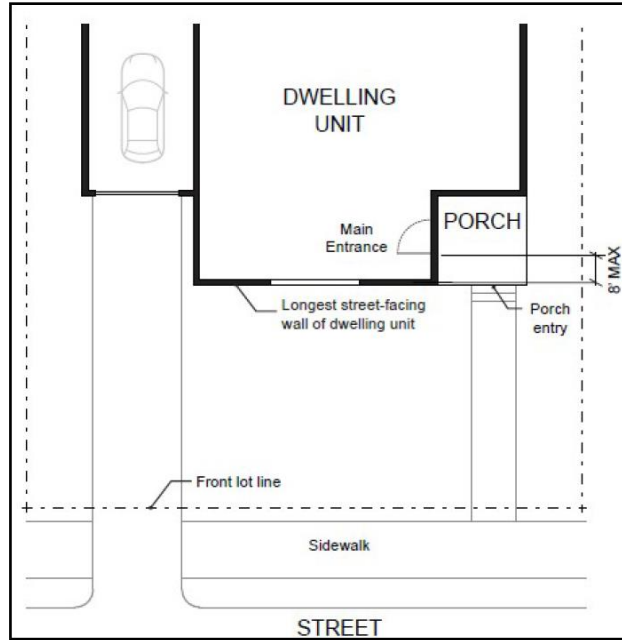 DWELLING
UNIT
PORCH
Main
Entrance
8' MAX
Longest street-facing
wall of dwelling unit
Porch
entry
Front lot line
Sidewalk
STREET